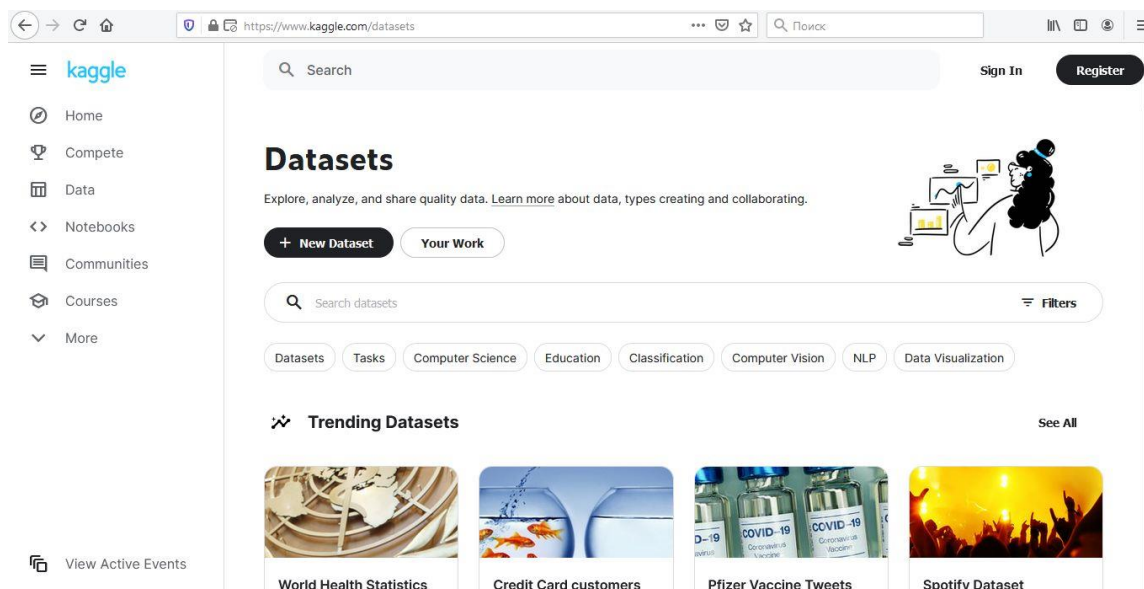 https://www.kaggle.com/datasets
Поиск
kaggle
Search
Sign In
Register
Home
Compete
Data
Notebooks
Communities
Courses
More
View Active Events
Datasets
Explore, analyze, and share quality data. Learn more about data, types creating and collaborating.
+ New Dataset
Your Work
Search datasets
Filters
Datasets
Tasks
Computer Science
Education
Classification
Computer Vision
NLP
Data Visualization
Trending Datasets
See All
D-19
COVID-19
Coronavirus
Vaccine
COVID-19
Coronavirus
Vaccine
World Health Statistics
Credit Card customers
Pfizer Vaccine Tweets
Spotify Dataset